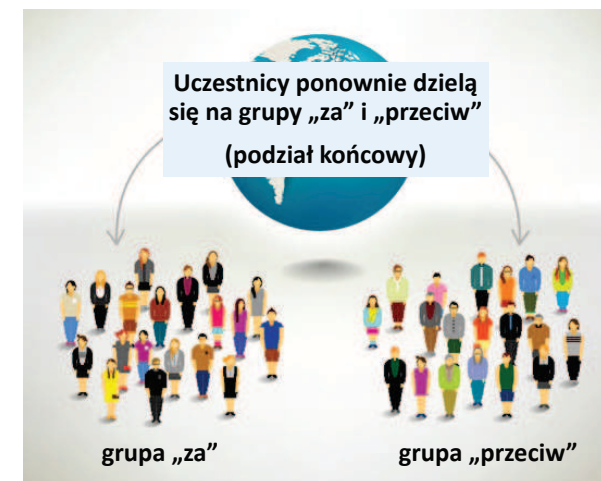 Uczestnicy ponownie dzielą
się na grupy „za” i „przeciw”
(podział końcowy)
grupa „za”
grupa „przeciw”